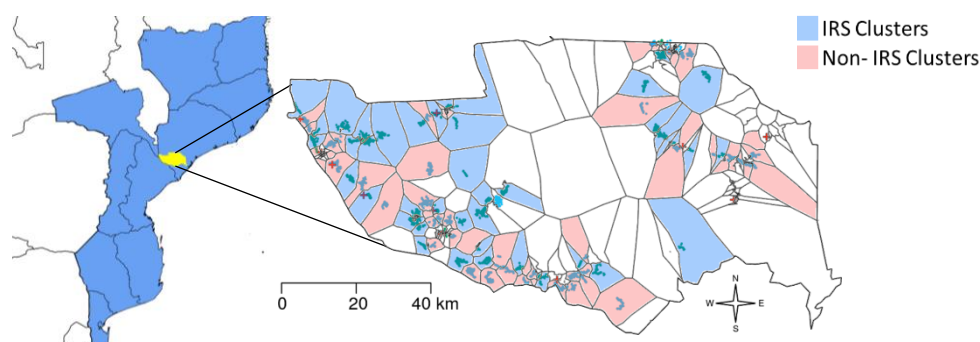 IRS Clusters
Non- IRS Clusters
0 20 40 km
N
W E
S